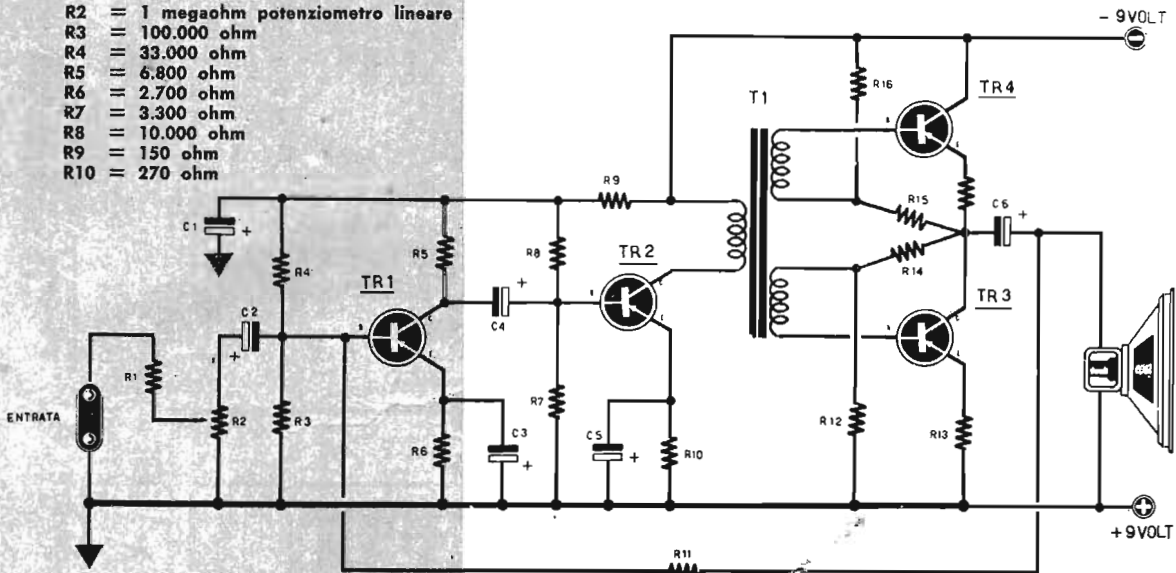 R2 = 1 megaohm potenziometro lineare
R3 = 100.000 ohm
R4 = 33.000 ohm
R5 = 6.800 ohm
R6 = 2.700 ohm
R7 = 3.300 ohm
R8 = 10.000 ohm
R9 = 150 ohm
R10 = 270 ohm
- 9VOLT
R16
TR4
T1
R9
R15
C6 +
C1 +
R4
R5
R8
TR2
R14
TR1
TR3
C2 +
C4 +
B
C
E
R1
ENTRATA
R2
R3
R6
C3 +
R7
C5 +
R10
R12
R13
+9VOLT
R11